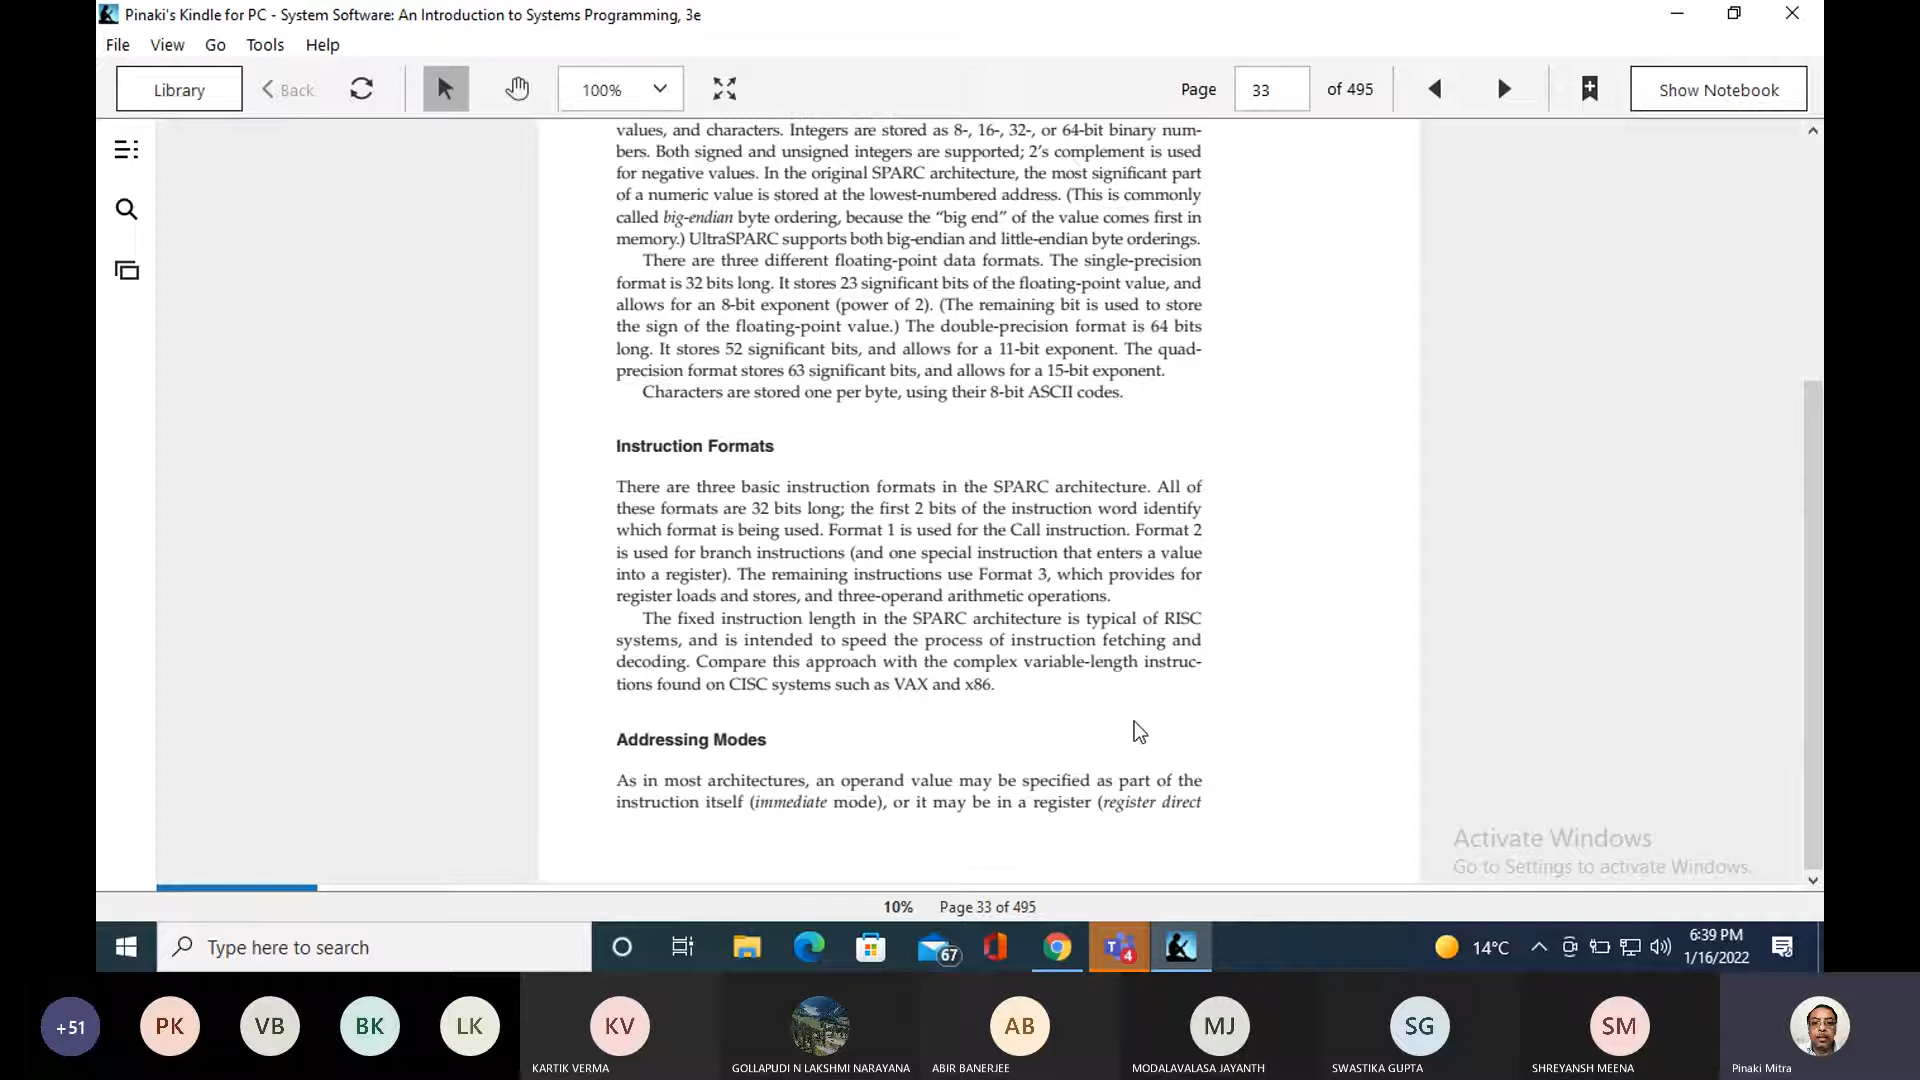 Pinaki's Kindle for PC - System Software: An Introduction to Systems Programming, 3e
File View Go Tools Help
Library Back 100% Page 33 of 495 Show Notebook
values, and characters. Integers are stored as 8-, 16-, 32-, or 64-bit binary num-
bers. Both signed and unsigned integers are supported; 2's complement is used
for negative values. In the original SPARC architecture, the most significant part
of a numeric value is stored at the lowest-numbered address. (This is commonly
called big-endian byte ordering, because the “big end” of the value comes first in
memory.) UltraSPARC supports both big-endian and little-endian byte orderings.
There are three different floating-point data formats. The single-precision
format is 32 bits long. It stores 23 significant bits of the floating-point value, and
allows for an 8-bit exponent (power of 2). (The remaining bit is used to store
the sign of the floating-point value.) The double-precision format is 64 bits
long. It stores 52 significant bits, and allows for a 11-bit exponent. The quad-
precision format stores 63 significant bits, and allows for a 15-bit exponent.
Characters are stored one per byte, using their 8-bit ASCII codes.
Instruction Formats
There are three basic instruction formats in the SPARC architecture. All of
these formats are 32 bits long; the first 2 bits of the instruction word identify
which format is being used. Format 1 is used for the Call instruction. Format 2
is used for branch instructions (and one special instruction that enters a value
into a register). The remaining instructions use Format 3, which provides for
register loads and stores, and three-operand arithmetic operations.
The fixed instruction length in the SPARC architecture is typical of RISC
systems, and is intended to speed the process of instruction fetching and
decoding. Compare this approach with the complex variable-length instruc-
tions found on CISC systems such as VAX and x86.
Addressing Modes
As in most architectures, an operand value may be specified as part of the
instruction itself (immediate mode), or it may be in a register (register direct
Activate Windows
Go to Settings to activate Windows.
10% Page 33 of 495
Type here to search 67 4 14°C 6:39 PM
1/16/2022
+51 PK VB BK LK KV AB MJ SG SM
KARTIK VERMA GOLLAPUDI N LAKSHMI NARAYANA ABIR BANERJEE MODALAVALASA JAYANTH SWASTIKA GUPTA SHREYANSH MEENA Pinaki Mitra